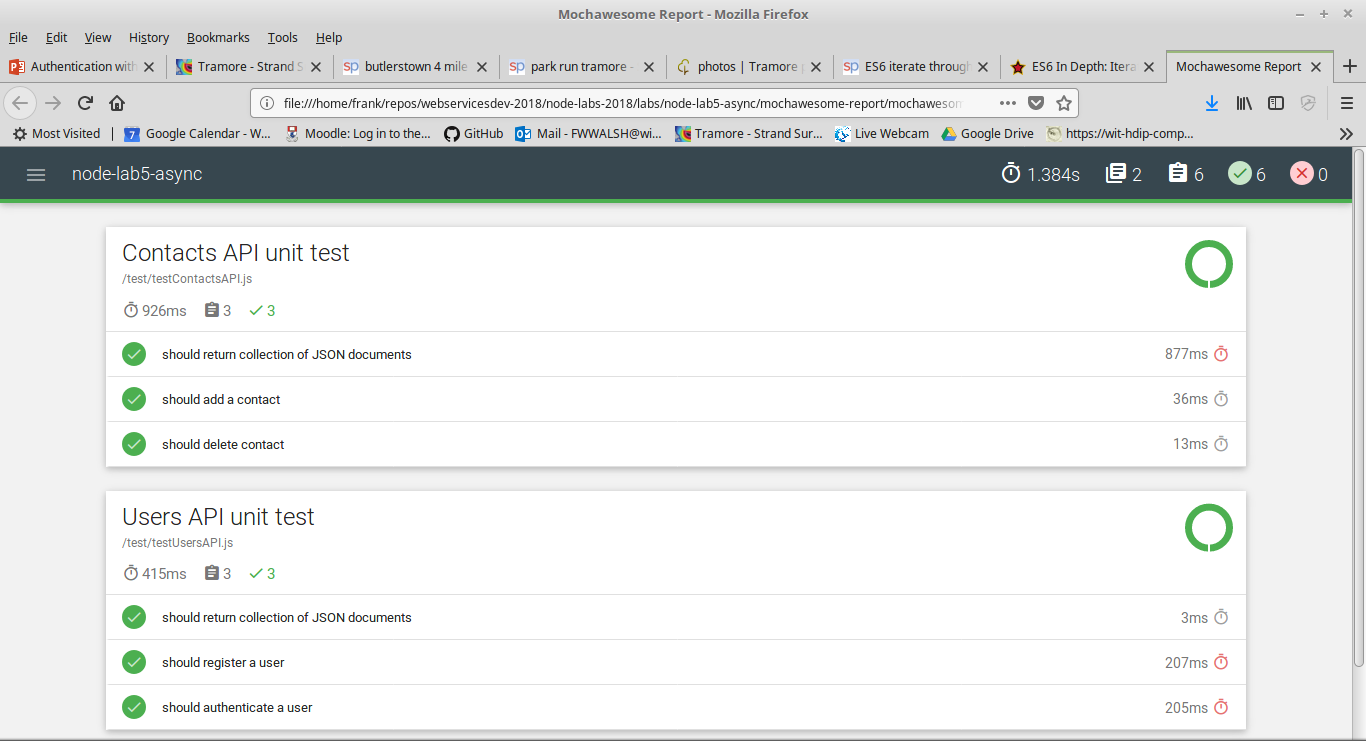 Mochawesome Report - Mozilla Firefox
File Edit View History Bookmarks Tools Help
Authentication with Tramore - Strand S butlerstown 4 mile park run tramore - photos | Tramore ES6 iterate through ES6 In Depth: Itera Mochawesome Report
file:///home/frank/repos/webservicesdev-2018/node-labs-2018/labs/node-lab5-async/mochawesome-report/mochawesom
Most Visited Google Calendar - W... Moodle: Log in to the... GitHub Mail - FWWALSH@wi... Tramore - Strand Sur... Live Webcam Google Drive https://wit-hdip-comp...
node-lab5-async 1.384s 2 6 6 0
Contacts API unit test
/test/testContactsAPI.js
926ms 3 3
should return collection of JSON documents 877ms
should add a contact 36ms
should delete contact 13ms
Users API unit test
/test/testUsersAPI.js
415ms 3 3
should return collection of JSON documents 3ms
should register a user 207ms
should authenticate a user 205ms